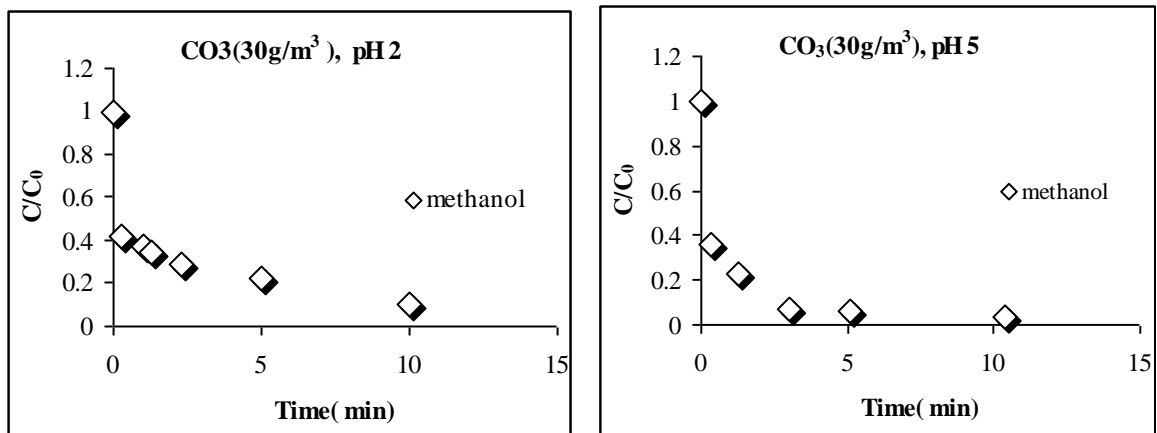 CO3(30g/m³ ), pH 2
1.2
1
0.8
0.6
0.4
0.2
0
C/C₀
0 5 10 15
Time( min)
methanol
CO₃(30g/m³), pH 5
1.2
1
0.8
0.6
0.4
0.2
0
C/C₀
0 5 10 15
Time( min)
methanol